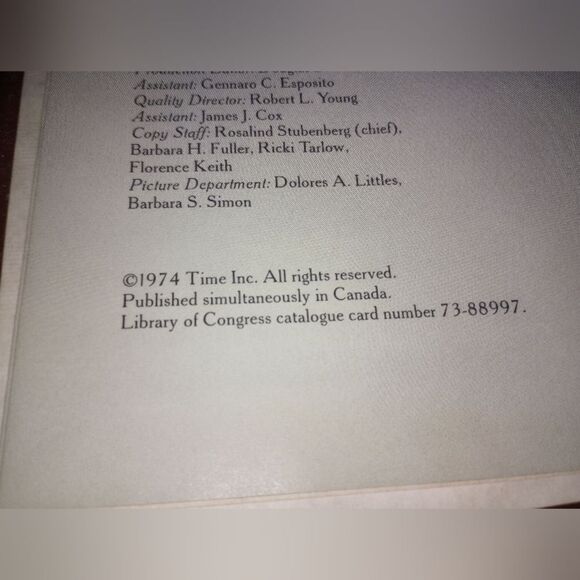 Assistant: Gennaro C. Esposito
Quality Director: Robert L. Young
Assistant: James J. Cox
Copy Staff: Rosalind Stubenberg (chief),
Barbara H. Fuller, Ricki Tarlow,
Florence Keith
Picture Department: Dolores A. Littles,
Barbara S. Simon
©1974 Time Inc. All rights reserved.
Published simultaneously in Canada.
Library of Congress catalogue card number 73-88997.